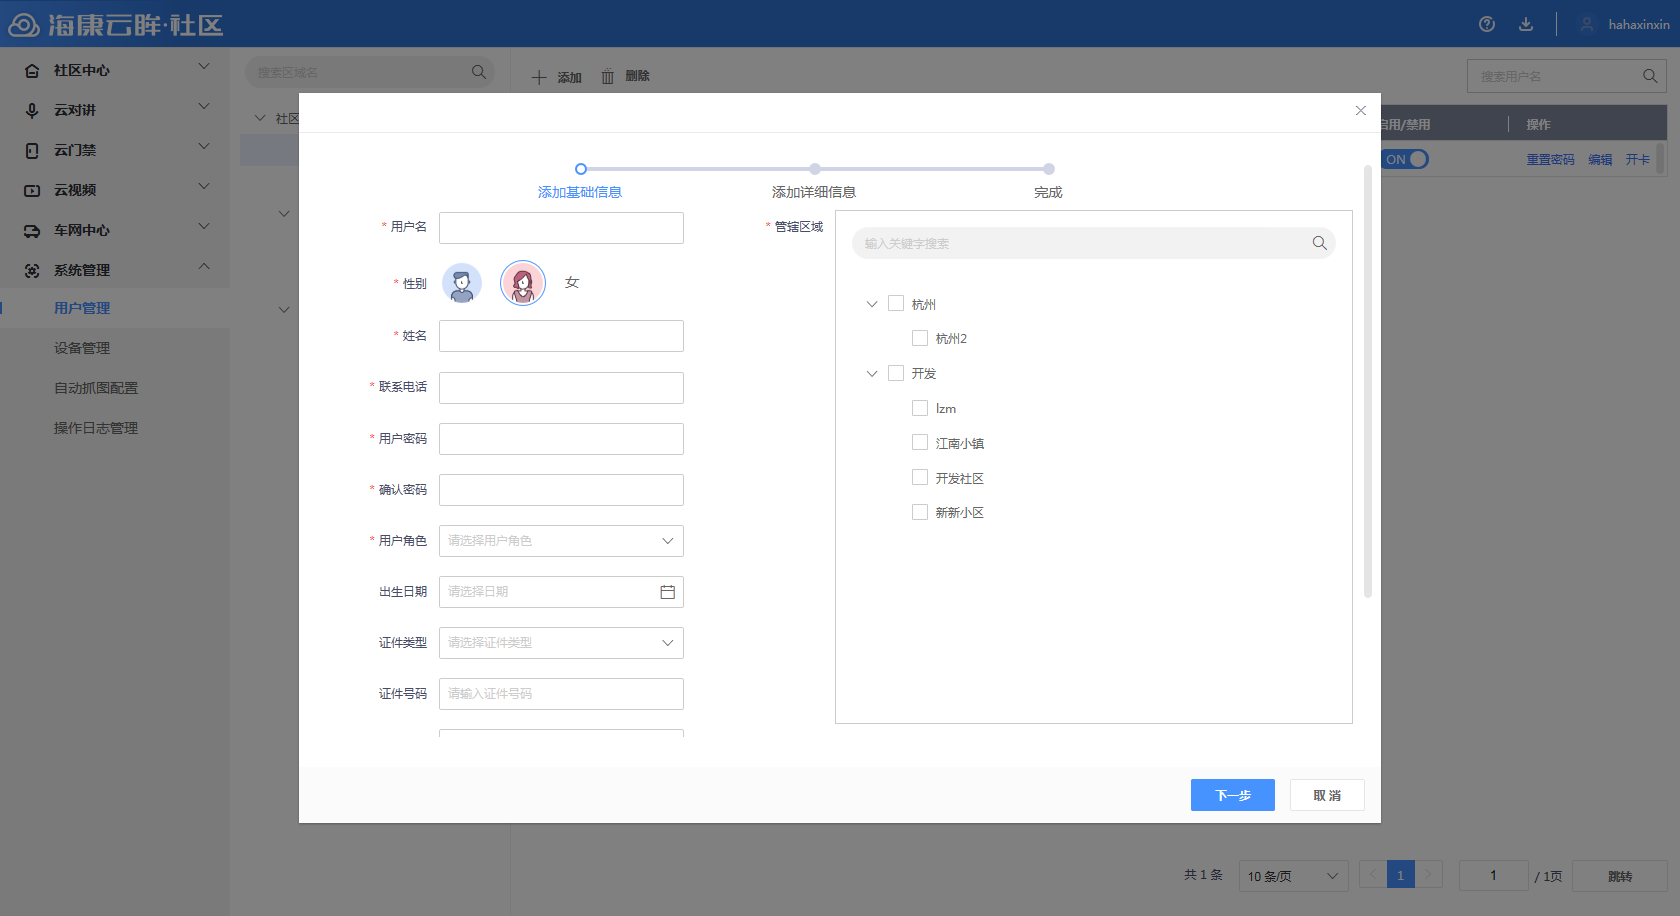 海康云眸·社区
hahaxinxin
社区中心
云对讲
云门禁
云视频
车网中心
系统管理
用户管理
设备管理
自动抓图配置
操作日志管理
搜索区域名
社区
添加 删除
搜索用户名
启用/禁用 操作
ON 重置密码 编辑 开卡
添加基础信息 添加详细信息 完成
* 用户名
* 性别 女
* 姓名
* 联系电话
* 用户密码
* 确认密码
* 用户角色 请选择用户角色
出生日期 请选择日期
证件类型 请选择证件类型
证件号码 请输入证件号码
* 管辖区域
输入关键字搜索
杭州
杭州2
开发
lzm
江南小镇
开发社区
新新小区
下一步 取 消
共 1 条 10 条/页 1 1 / 1页 跳转